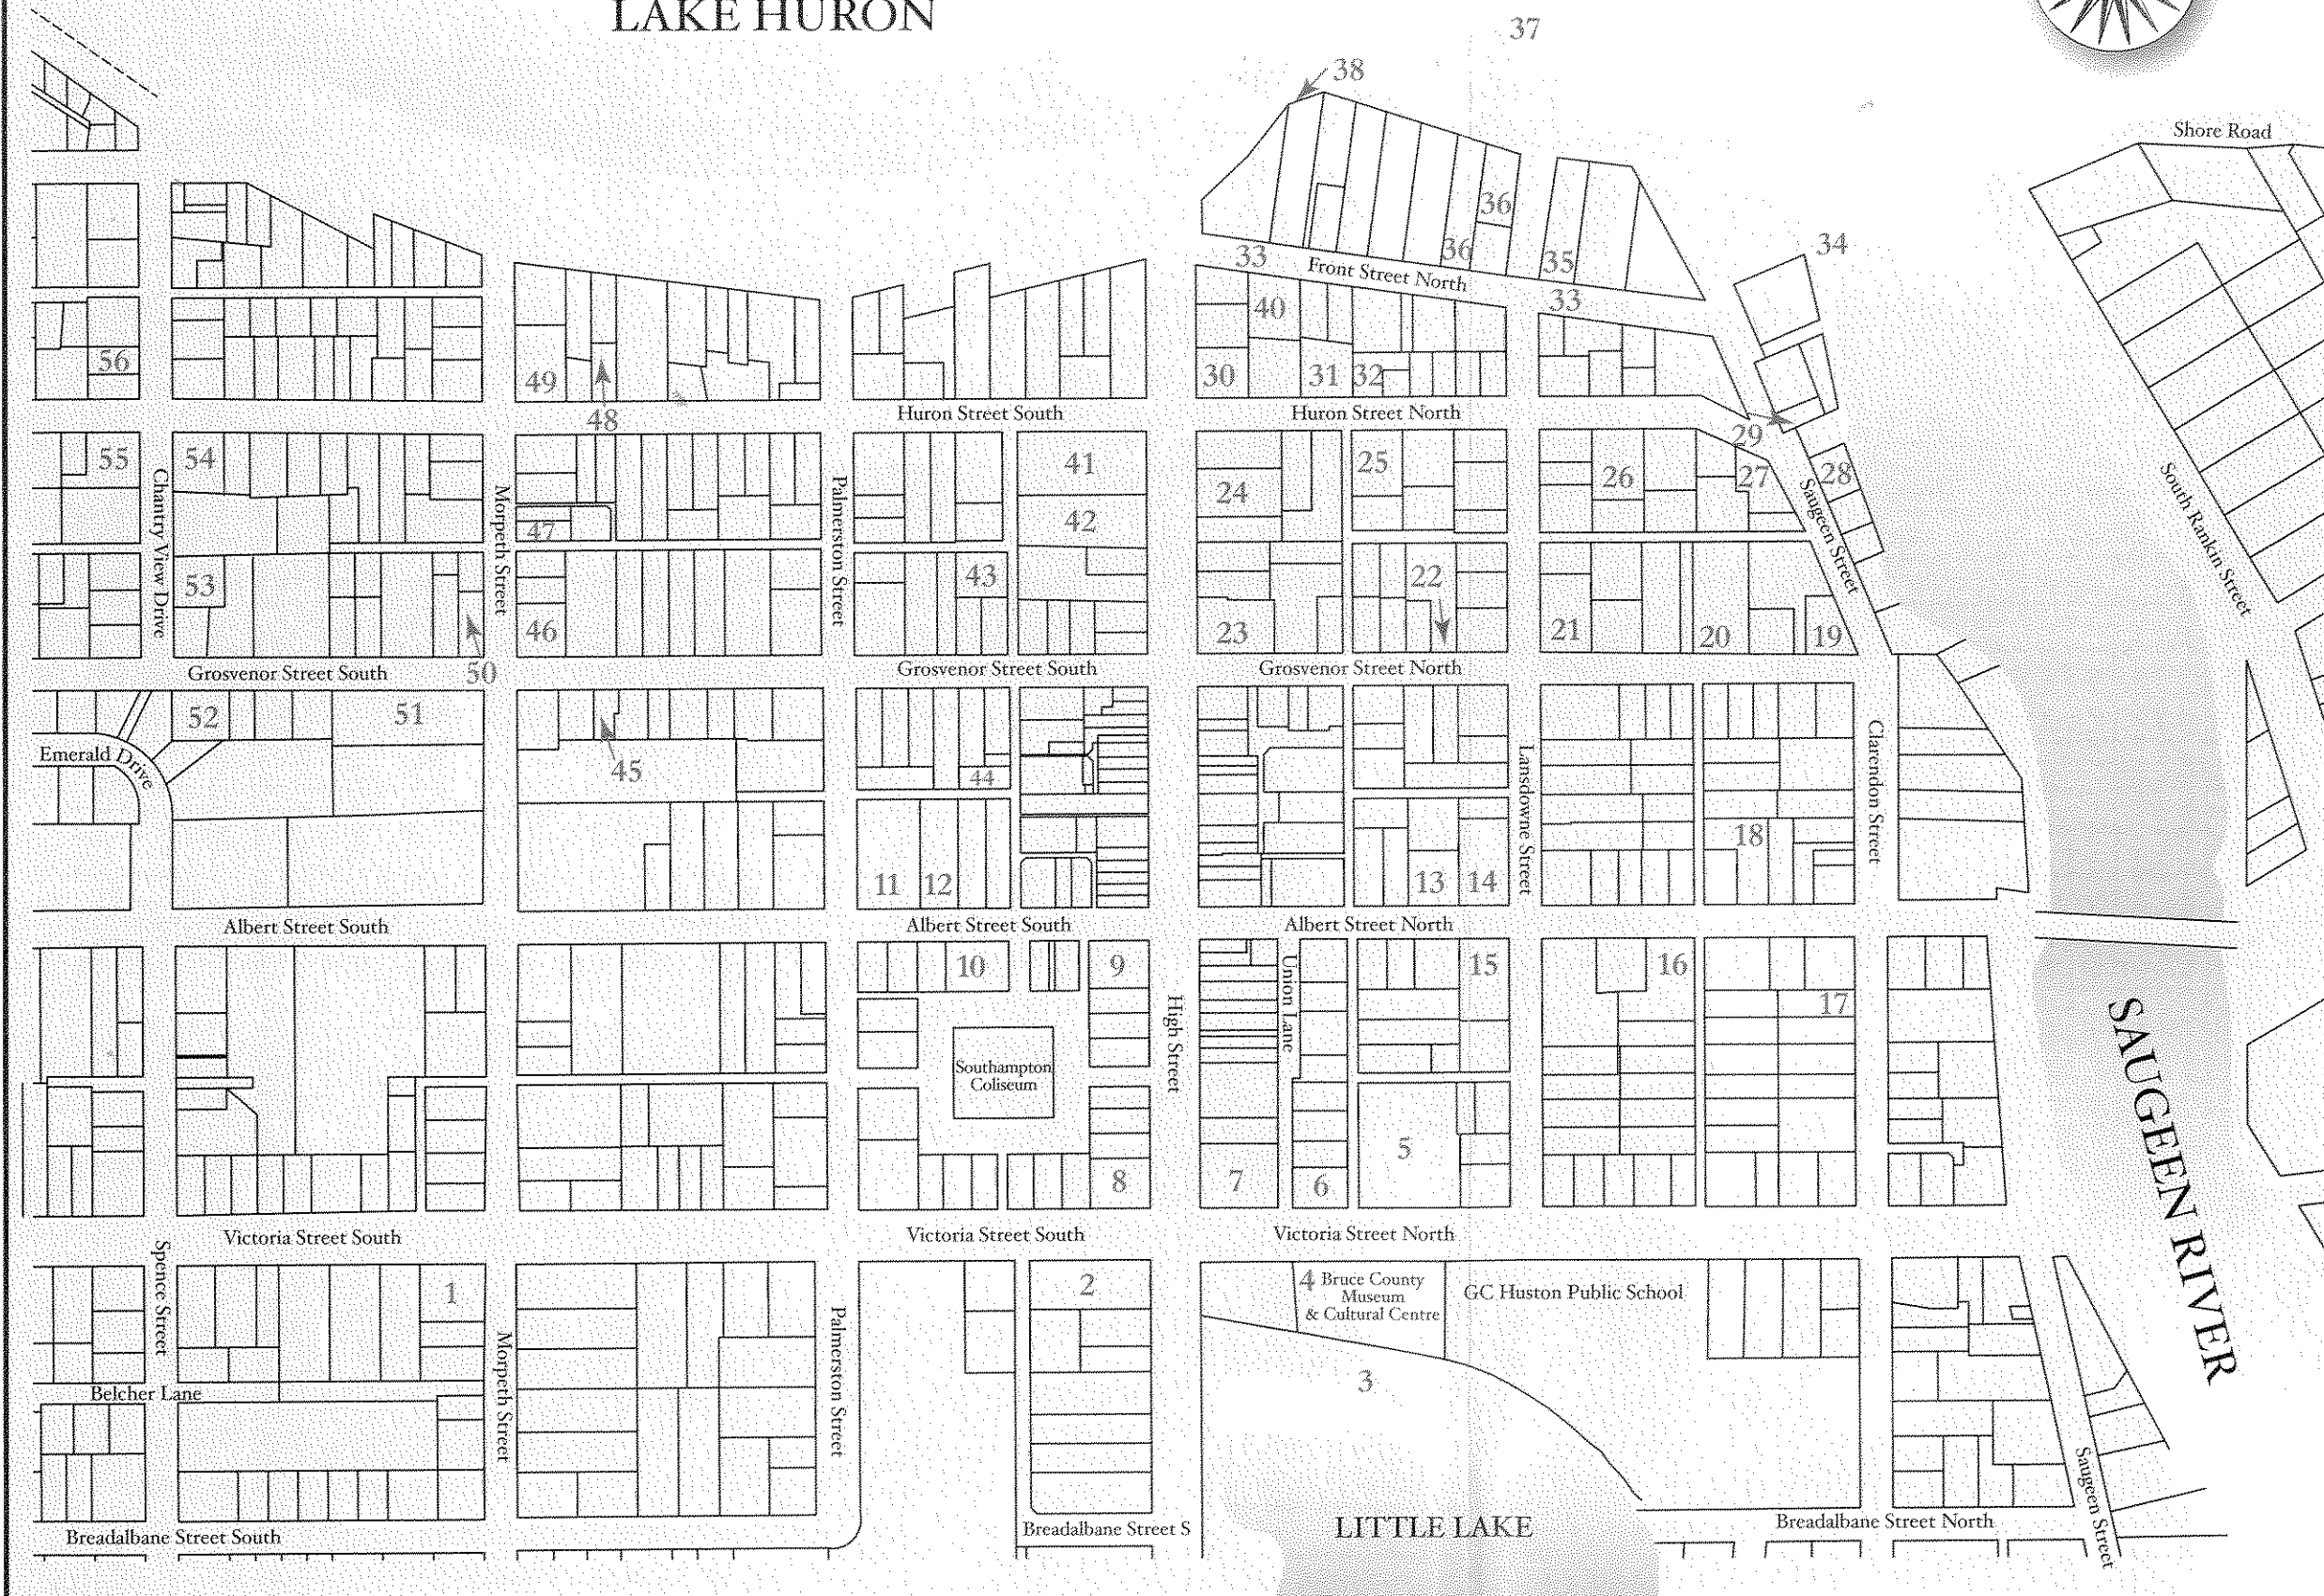 LAKE HURON
37
38
Shore Road
36
34
33
36
35
Front Street North
33
40
56
49
30
31
32
48
Huron Street South
Huron Street North
29
55
54
41
25
24
26
27
28
42
47
Chantry View Drive
Morpeth Street
Palmerston Street
Saugeen Street
South Rankin Street
53
43
22
46
23
21
20
19
50
Grosvenor Street South
Grosvenor Street South
Grosvenor Street North
52
51
Emerald Drive
45
44
Lansdowne Street
Clarendon Street
18
11
12
13
14
Albert Street South
Albert Street South
Albert Street North
10
9
15
16
17
Union Lane
High Street
Southampton
Coliseum
SAUGEEN RIVER
5
8
7
6
Victoria Street South
Victoria Street South
Victoria Street North
Spence Street
1
2
4 Bruce County
Museum
& Cultural Centre
GC Huston Public School
Morpeth Street
Palmerston Street
3
Belcher Lane
Saugeen Street
Breadalbane Street South
Breadalbane Street S
LITTLE LAKE
Breadalbane Street North